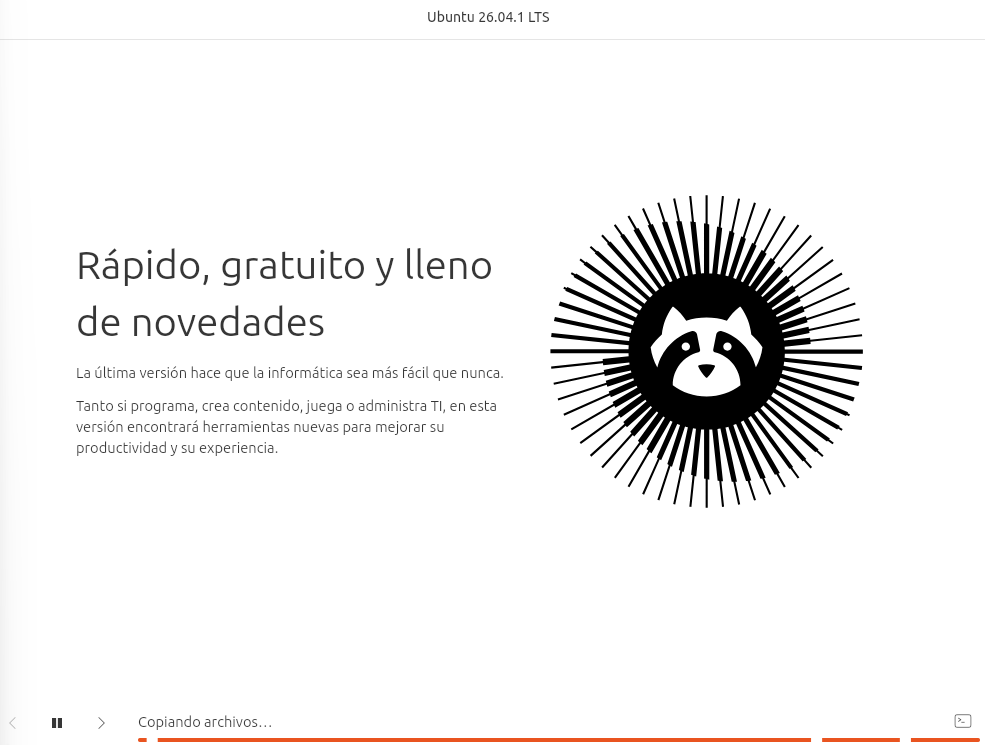 Ubuntu 26.04.1 LTS
Rápido, gratuito y lleno
de novedades
La última versión hace que la informática sea más fácil que nunca.
Tanto si programa, crea contenido, juega o administra TI, en esta
versión encontrará herramientas nuevas para mejorar su
productividad y su experiencia.
Copiando archivos...